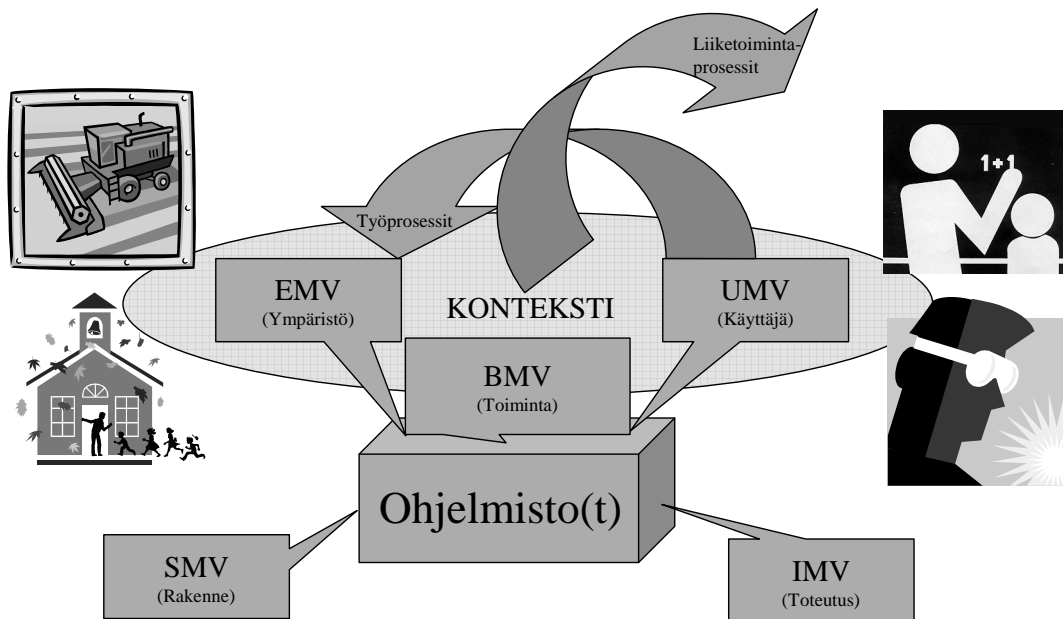 Liiketoiminta-
prosessit
1+1
Työprosessit
EMV
(Ympäristö)
KONTEKSTI
UMV
(Käyttäjä)
BMV
(Toiminta)
Ohjelmisto(t)
SMV
(Rakenne)
IMV
(Toteutus)